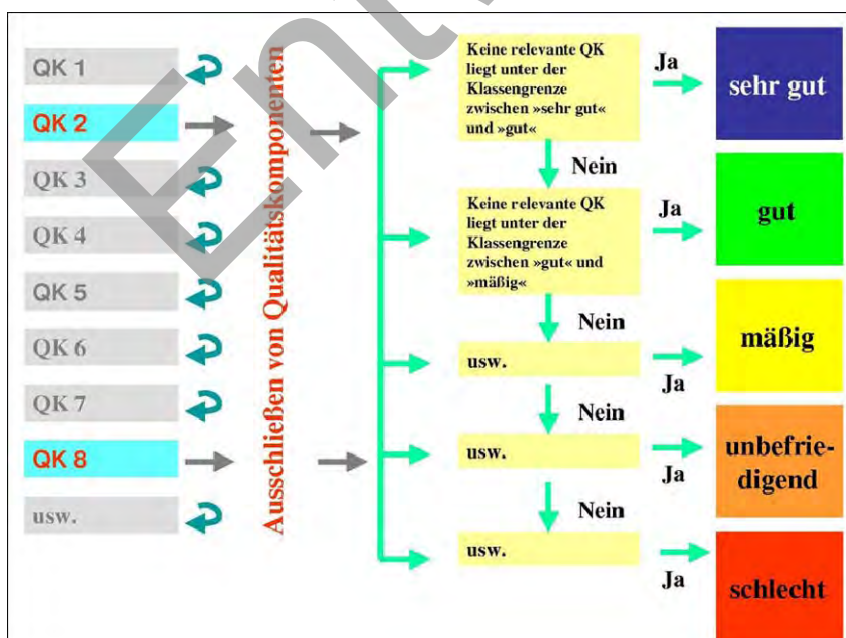 QK 1
QK 2
QK 3
QK 4
QK 5
QK 6
QK 7
QK 8
usw.
Ausschließen von Qualitätskomponenten
Keine relevante QK
liegt unter der
Klassengrenze
zwischen »sehr gut«
und »gut«
Ja
sehr gut
Nein
Keine relevante QK
liegt unter der
Klassengrenze
zwischen »gut« und
»mäßig«
Ja
gut
Nein
usw.
Ja
mäßig
Nein
usw.
Ja
unbefrie-
digend
Nein
usw.
Ja
schlecht